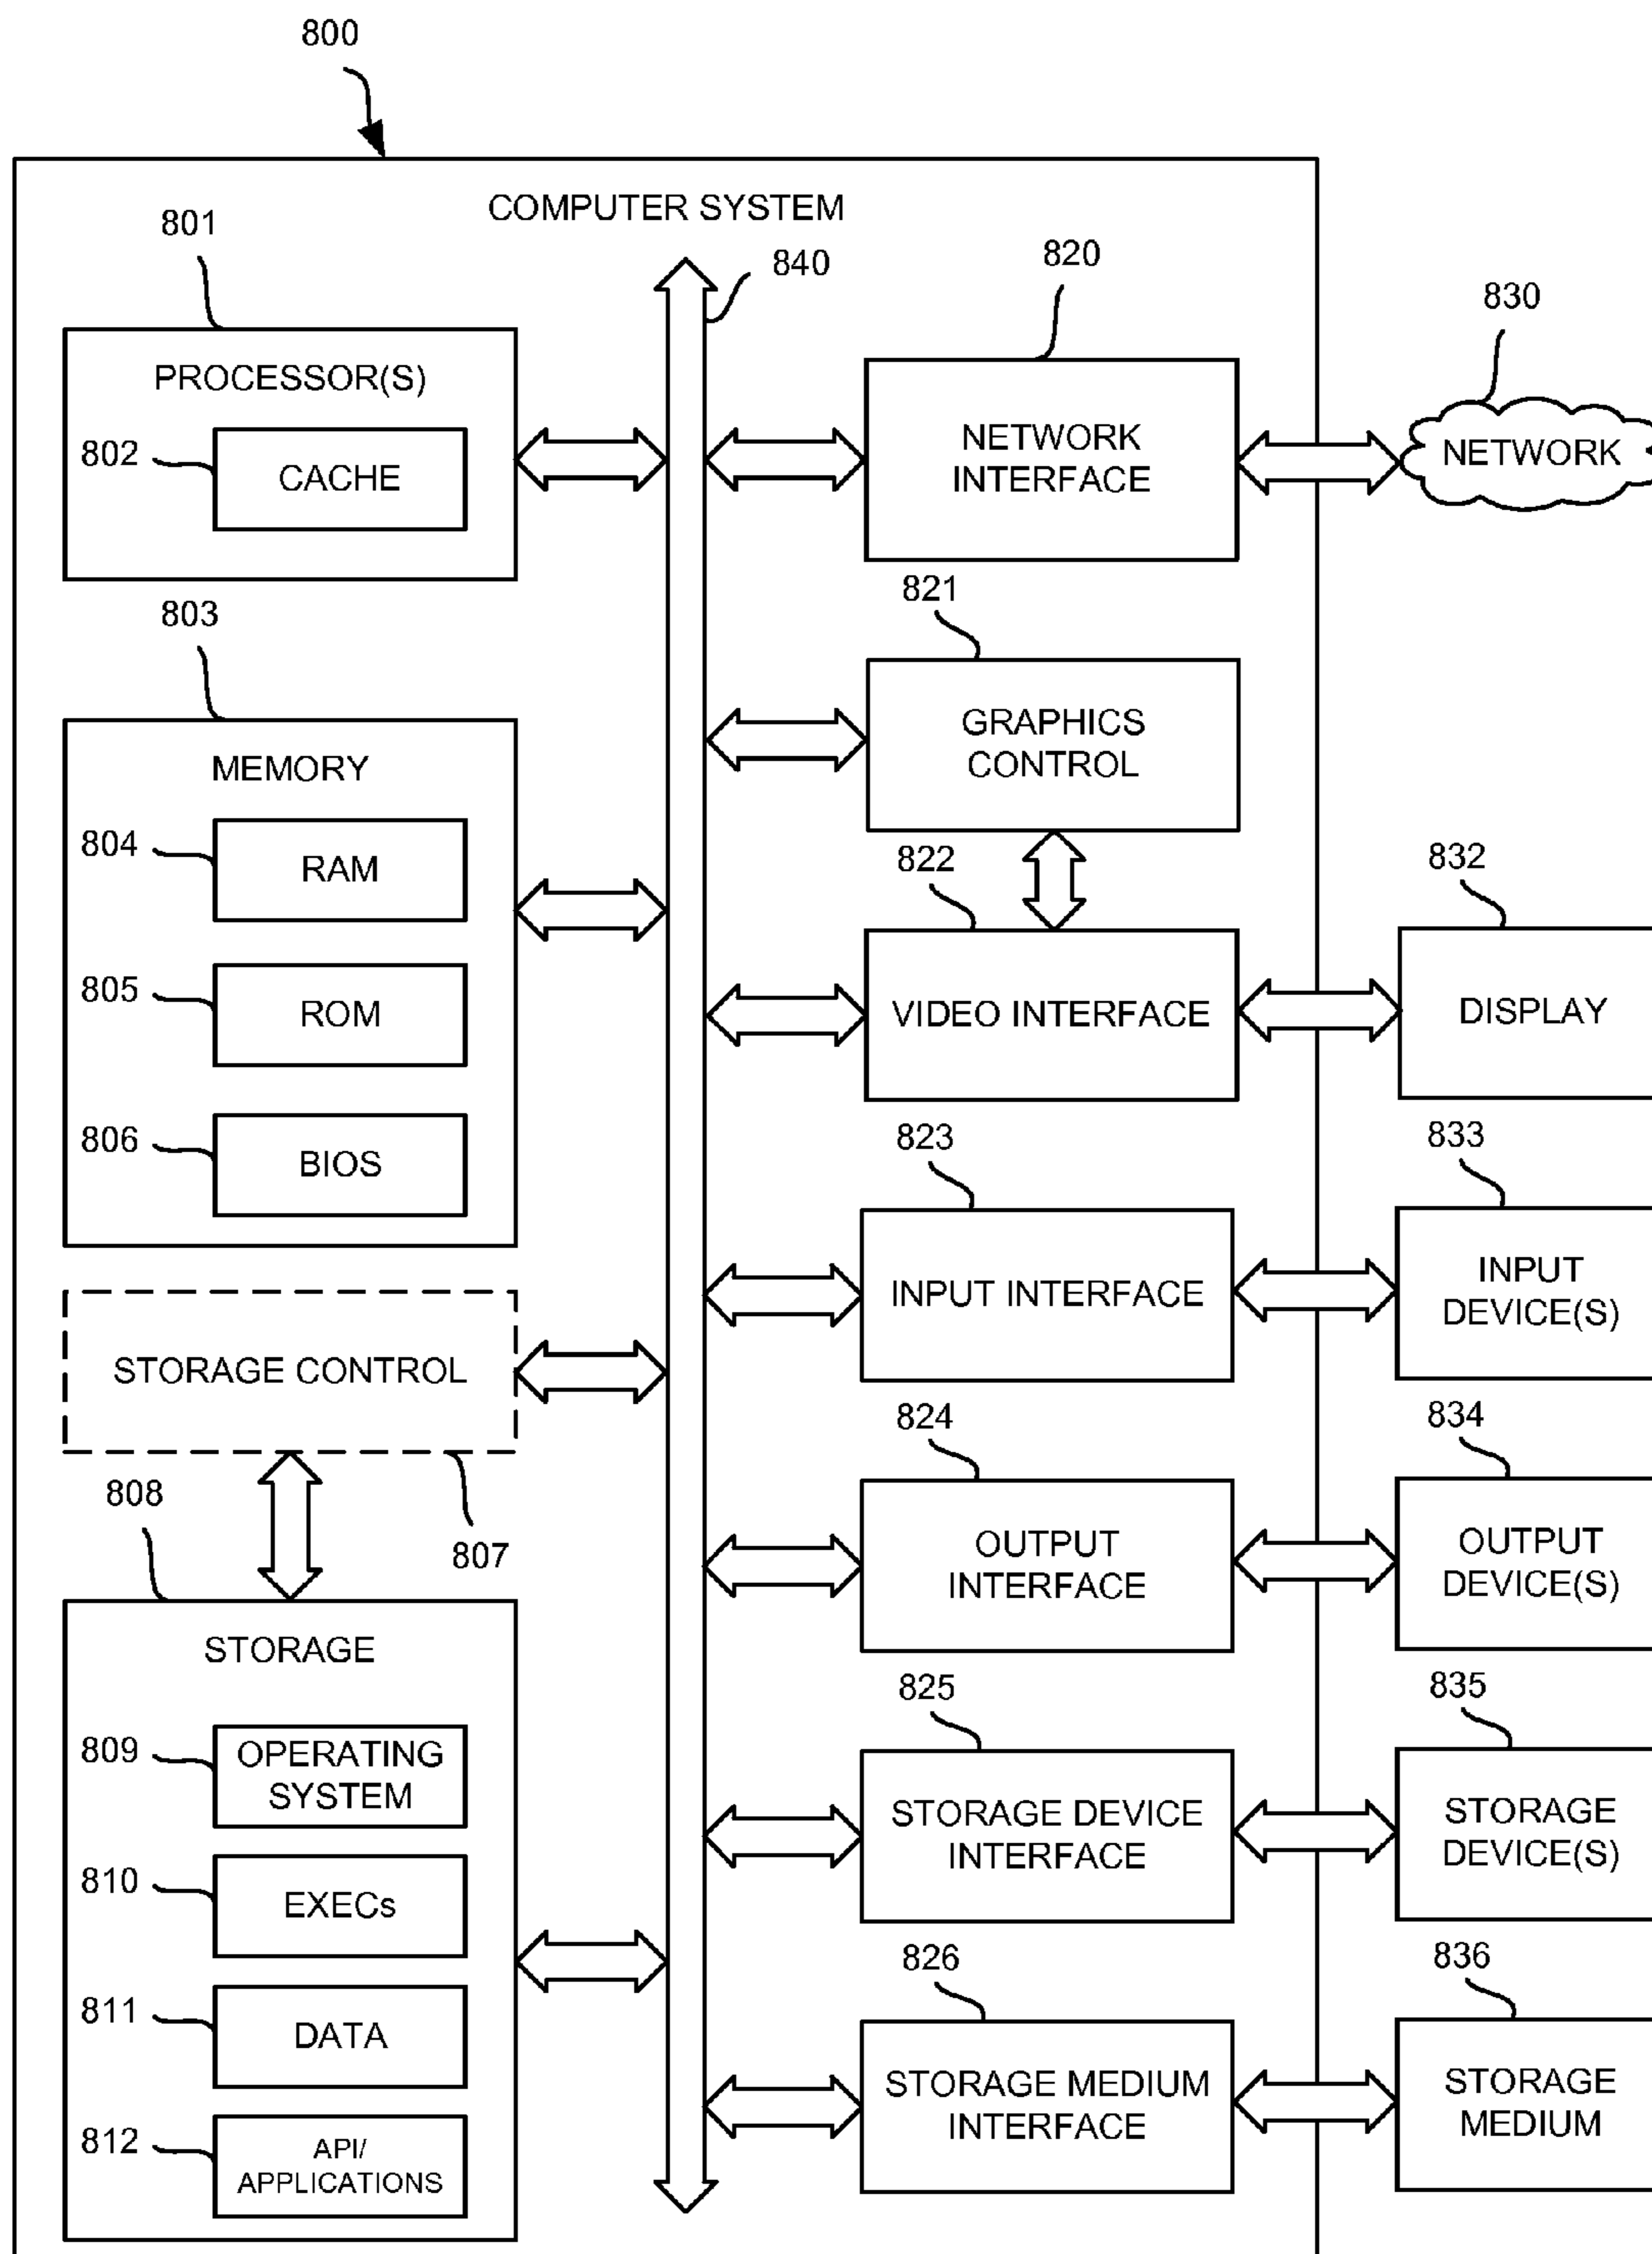 800
COMPUTER SYSTEM
801
PROCESSOR(S)
802
CACHE
803
MEMORY
804
RAM
805
ROM
806
BIOS
STORAGE CONTROL
807
808
STORAGE
809
OPERATING
SYSTEM
810
EXECs
811
DATA
812
API/
APPLICATIONS
840
820
NETWORK
INTERFACE
830
NETWORK
821
GRAPHICS
CONTROL
822
VIDEO INTERFACE
832
DISPLAY
823
INPUT INTERFACE
833
INPUT
DEVICE(S)
824
OUTPUT
INTERFACE
834
OUTPUT
DEVICE(S)
825
STORAGE DEVICE
INTERFACE
835
STORAGE
DEVICE(S)
826
STORAGE MEDIUM
INTERFACE
836
STORAGE
MEDIUM